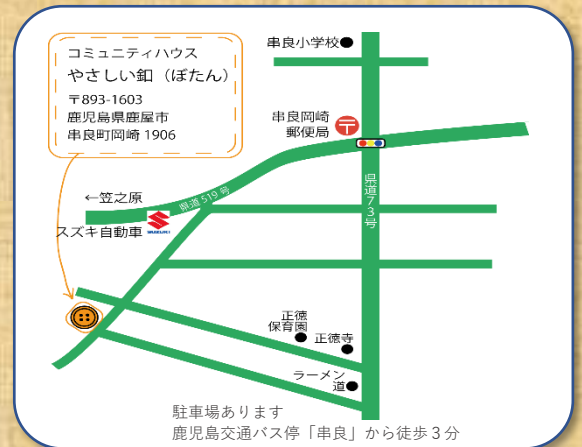 コミュニティハウス
やさしい釦（ぼたん）
〒893-1603
鹿児島県鹿屋市
串良町岡崎 1906
串良小学校
串良岡崎
郵便局
県道519号
県道73号
←笠之原
スズキ自動車
SUZUKI
正徳
保育園
正徳寺
ラーメン
道
駐車場あります
鹿児島交通バス停「串良」から徒歩３分